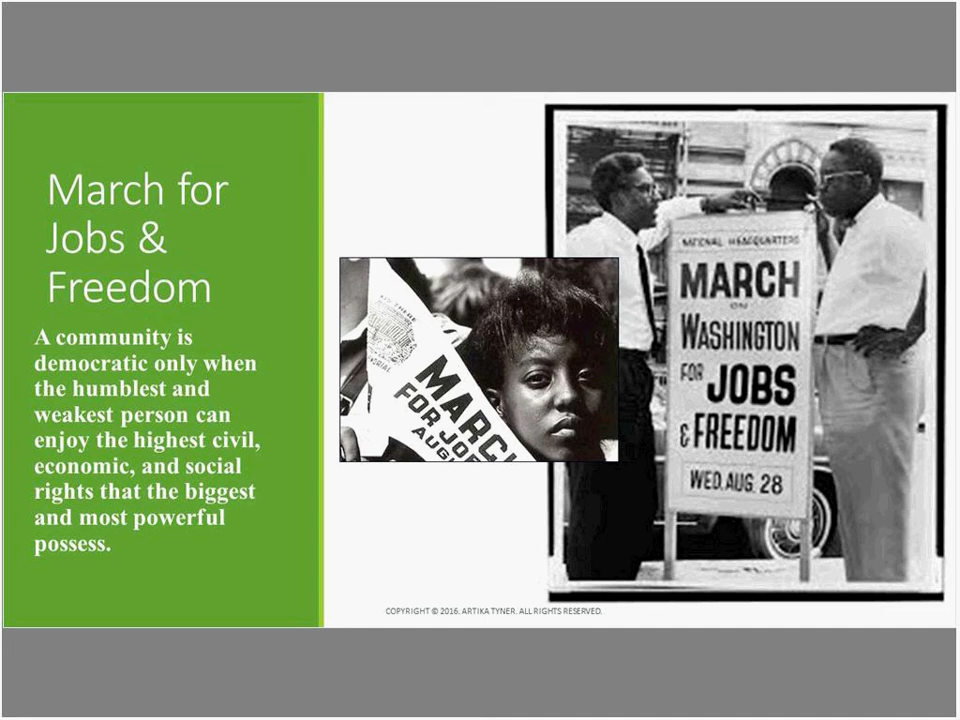 March for
Jobs &
Freedom
A community is
democratic only when
the humblest and
weakest person can
enjoy the highest civil,
economic, and social
rights that the biggest
and most powerful
possess.
MARCH
FOR JO
AUG
NATIONAL HEADQUARTERS
MARCH
ON
WASHINGTON
FOR JOBS
& FREEDOM
WED. AUG. 28
COPYRIGHT © 2016. ARTIKA TYNER. ALL RIGHTS RESERVED.